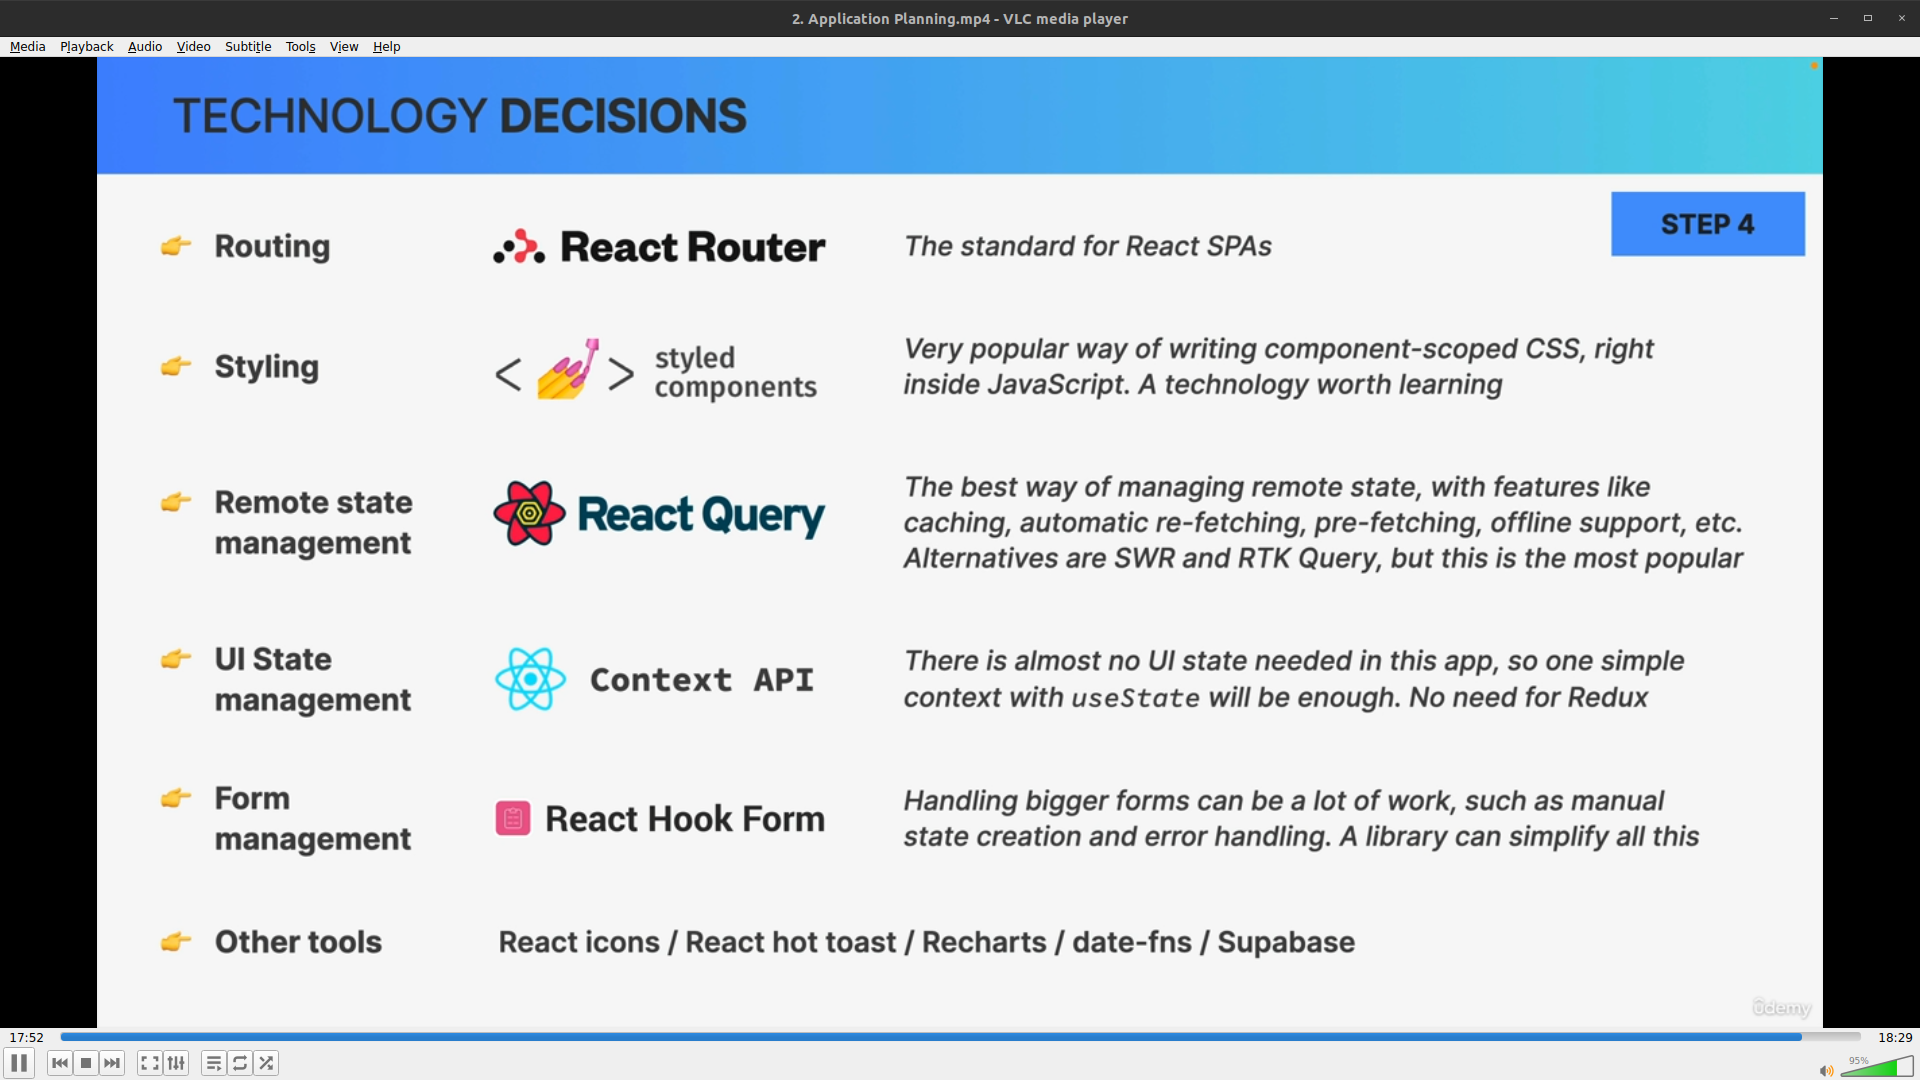 2. Application Planning.mp4 - VLC media player
Media Playback Audio Video Subtitle Tools View Help
TECHNOLOGY DECISIONS
STEP 4
Routing
React Router
The standard for React SPAs
Styling
styled
components
Very popular way of writing component-scoped CSS, right
inside JavaScript. A technology worth learning
Remote state
management
React Query
The best way of managing remote state, with features like
caching, automatic re-fetching, pre-fetching, offline support, etc.
Alternatives are SWR and RTK Query, but this is the most popular
UI State
management
Context API
There is almost no UI state needed in this app, so one simple
context with useState will be enough. No need for Redux
Form
management
React Hook Form
Handling bigger forms can be a lot of work, such as manual
state creation and error handling. A library can simplify all this
Other tools
React icons / React hot toast / Recharts / date-fns / Supabase
udemy
17:52
18:29
95%